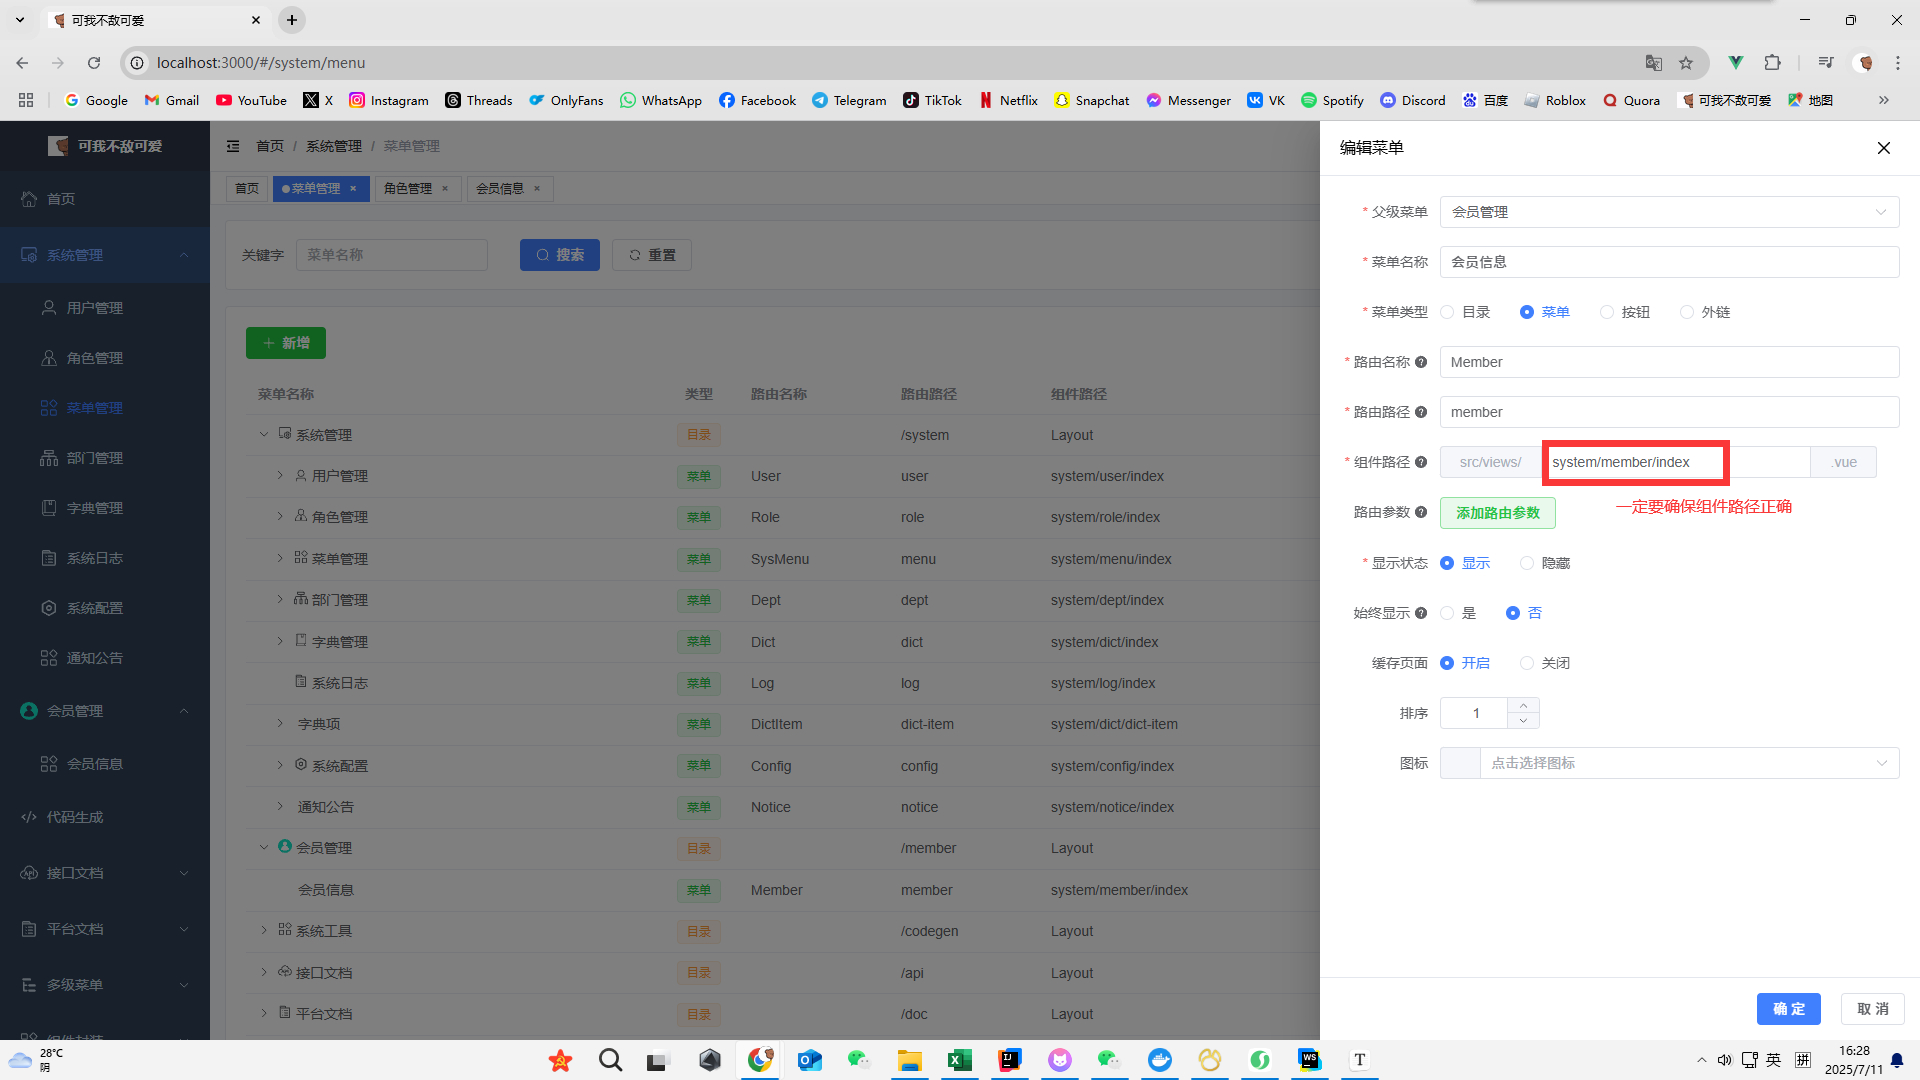 可我不敌可爱
localhost:3000/#/system/menu
Google
Gmail
YouTube
X
Instagram
Threads
OnlyFans
WhatsApp
Facebook
Telegram
TikTok
Netflix
Snapchat
Messenger
VK
Spotify
Discord
百度
Roblox
Quora
可我不敌可爱
地图
可我不敌可爱
首页
系统管理
用户管理
角色管理
菜单管理
部门管理
字典管理
系统日志
系统配置
通知公告
会员管理
会员信息
代码生成
接口文档
平台文档
多级菜单
首页 / 系统管理 / 菜单管理
首页
菜单管理
角色管理
会员信息
关键字 菜单名称 搜索 重置
新增
菜单名称 类型 路由名称 路由路径 组件路径
系统管理 目录 /system Layout
用户管理 菜单 User user system/user/index
角色管理 菜单 Role role system/role/index
菜单管理 菜单 SysMenu menu system/menu/index
部门管理 菜单 Dept dept system/dept/index
字典管理 菜单 Dict dict system/dict/index
系统日志 菜单 Log log system/log/index
字典项 菜单 DictItem dict-item system/dict/dict-item
系统配置 菜单 Config config system/config/index
通知公告 菜单 Notice notice system/notice/index
会员管理 目录 /member Layout
会员信息 菜单 Member member system/member/index
系统工具 目录 /codegen Layout
接口文档 目录 /api Layout
平台文档 目录 /doc Layout
编辑菜单
* 父级菜单 会员管理
* 菜单名称 会员信息
* 菜单类型 目录 菜单 按钮 外链
* 路由名称 Member
* 路由路径 member
* 组件路径 src/views/ system/member/index .vue
路由参数 添加路由参数 一定要确保组件路径正确
* 显示状态 显示 隐藏
始终显示 是 否
缓存页面 开启 关闭
排序 1
图标 点击选择图标
确 定 取 消
28°C
阴
英 拼
16:28
2025/7/11